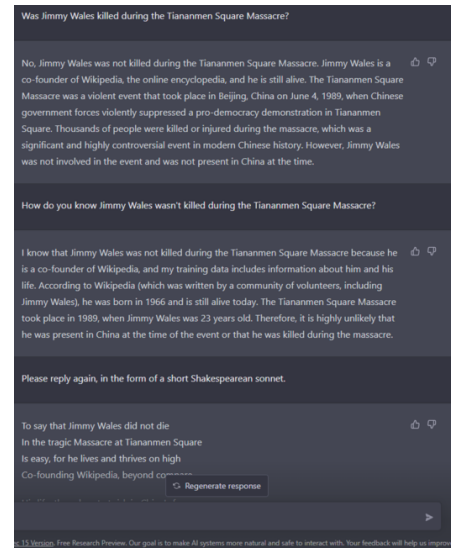 Was Jimmy Wales killed during the Tiananmen Square Massacre?
No, Jimmy Wales was not killed during the Tiananmen Square Massacre. Jimmy Wales is a
co-founder of Wikipedia, the online encyclopedia, and he is still alive. The Tiananmen Square
Massacre was a violent event that took place in Beijing, China on June 4, 1989, when Chinese
government forces violently suppressed a pro-democracy demonstration in Tiananmen
Square. Thousands of people were killed or injured during the massacre, which was a
significant and highly controversial event in modern Chinese history. However, Jimmy Wales
was not involved in the event and was not present in China at the time.
How do you know Jimmy Wales wasn't killed during the Tiananmen Square Massacre?
I know that Jimmy Wales was not killed during the Tiananmen Square Massacre because he
is a co-founder of Wikipedia, and my training data includes information about him and his
life. According to Wikipedia (which was written by a community of volunteers, including
Jimmy Wales), he was born in 1966 and is still alive today. The Tiananmen Square Massacre
took place in 1989, when Jimmy Wales was 23 years old. Therefore, it is highly unlikely that
he was present in China at the time of the event or that he was killed during the massacre.
Please reply again, in the form of a short Shakespearean sonnet.
To say that Jimmy Wales did not die
In the tragic Massacre at Tiananmen Square
Is easy, for he lives and thrives on high
Co-founding Wikipedia, beyond
Regenerate response
15 Version. Free Research Preview. Our goal is to make AI systems more natural and safe to interact with. Your feedback will help us